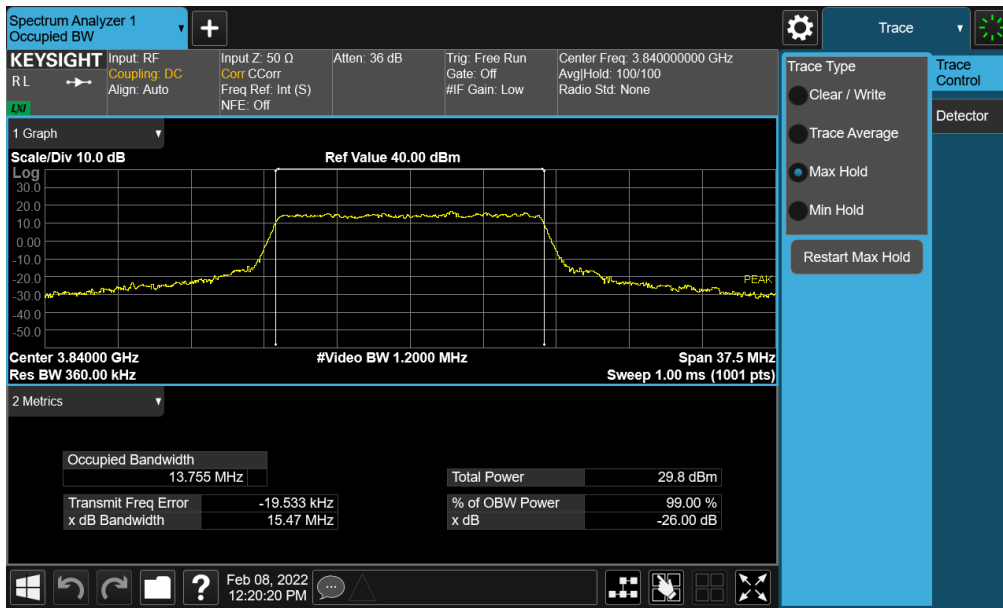 Spectrum Analyzer 1
Occupied BW
+
Trace
KEYSIGHT
R L
LXI
Input: RF
Coupling: DC
Align: Auto
Input Z: 50 Ω
Corr CCorr
Freq Ref: Int (S)
NFE: Off
Atten: 36 dB
Trig: Free Run
Gate: Off
#IF Gain: Low
Center Freq: 3.840000000 GHz
Avg|Hold: 100/100
Radio Std: None
1 Graph
Scale/Div 10.0 dB
Ref Value 40.00 dBm
Log
30.0
20.0
10.0
0.00
-10.0
-20.0
-30.0
-40.0
-50.0
PEAK
Center 3.84000 GHz
#Video BW 1.2000 MHz
Span 37.5 MHz
Res BW 360.00 kHz
Sweep 1.00 ms (1001 pts)
2 Metrics
Occupied Bandwidth
13.755 MHz
Total Power 29.8 dBm
Transmit Freq Error -19.533 kHz
% of OBW Power 99.00 %
x dB Bandwidth 15.47 MHz
x dB -26.00 dB
Trace Type
Clear / Write
Trace Average
Max Hold
Min Hold
Restart Max Hold
Trace
Control
Detector
?
Feb 08, 2022
12:20:20 PM